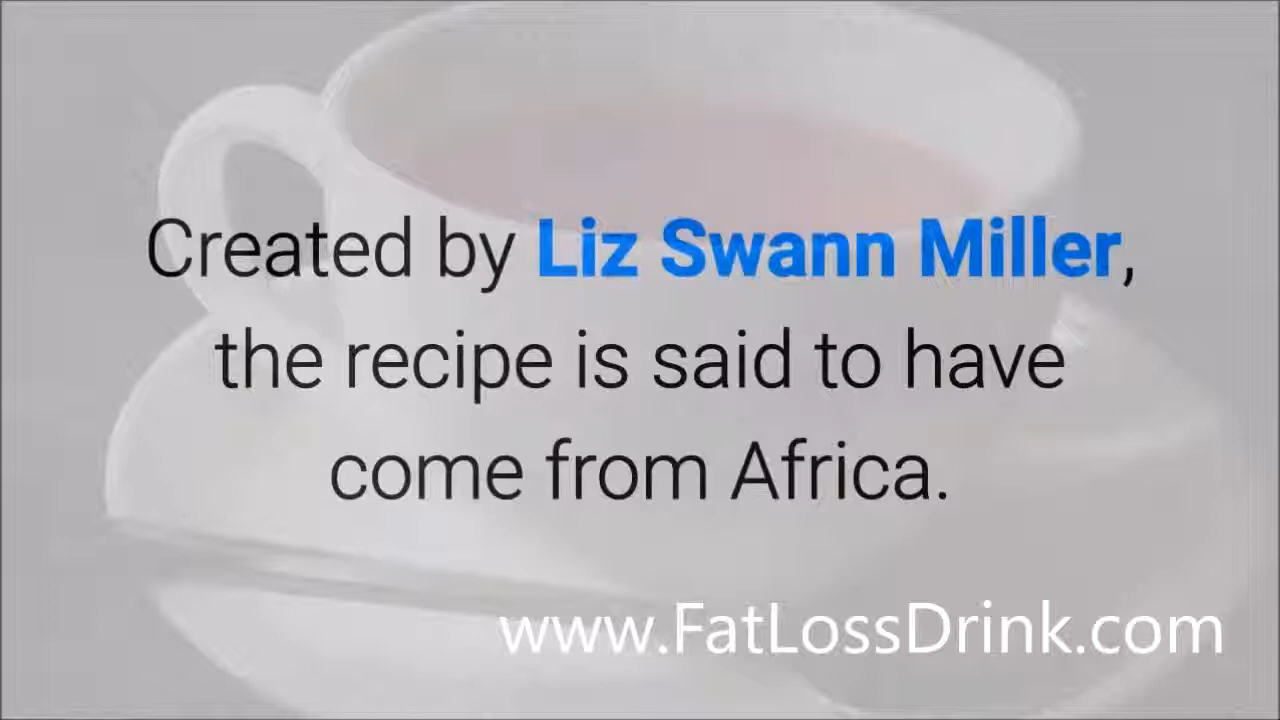 Created by Liz Swann Miller,
the recipe is said to have
come from Africa.
www.FatLossDrink.com